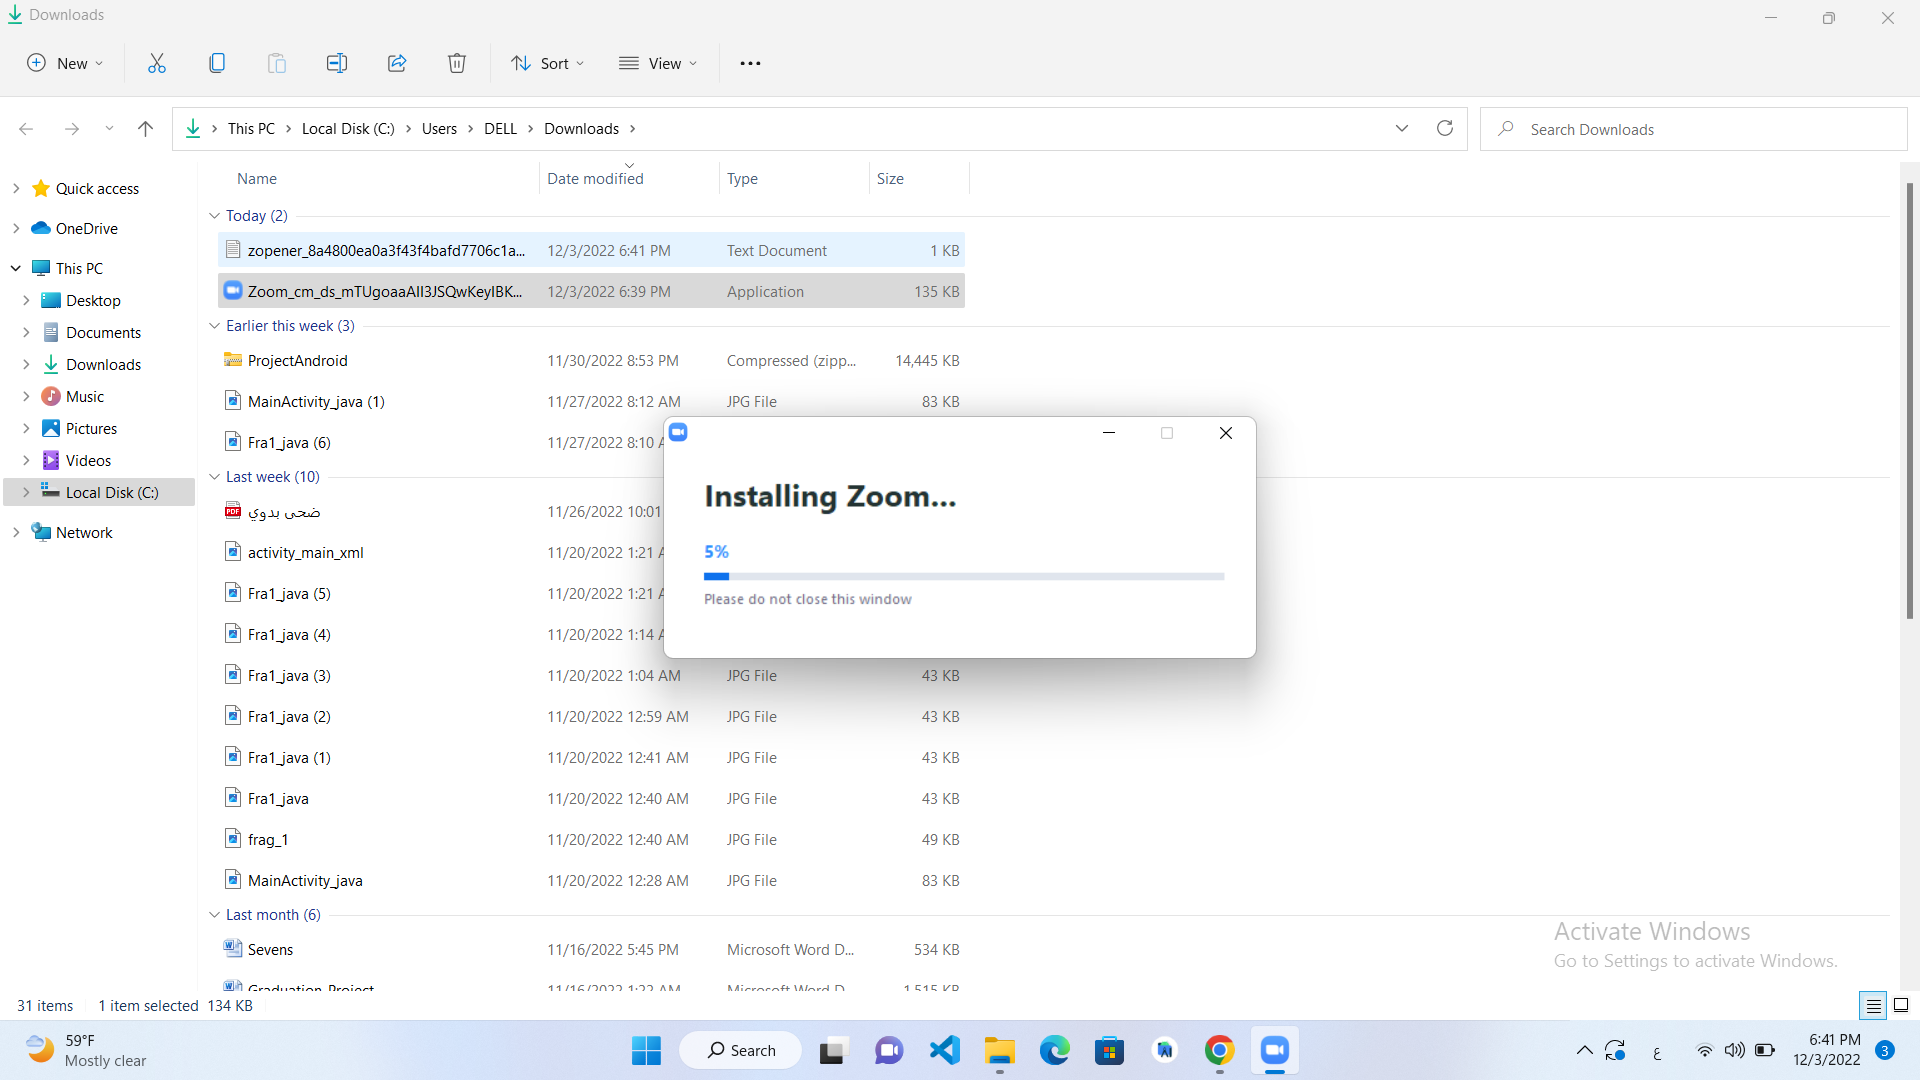 Downloads
New
Sort
View
This PC
Local Disk (C:)
Users
DELL
Downloads
Search Downloads
Quick access
OneDrive
This PC
Desktop
Documents
Downloads
Music
Pictures
Videos
Local Disk (C:)
Network
Name Date modified Type Size
Today (2)
zopener_8a4800ea0a3f43f4bafd7706c1a... 12/3/2022 6:41 PM Text Document 1 KB
Zoom_cm_ds_mTUgoaaAII3JSQwKeyIBK... 12/3/2022 6:39 PM Application 135 KB
Earlier this week (3)
ProjectAndroid 11/30/2022 8:53 PM Compressed (zipp... 14,445 KB
MainActivity_java (1) 11/27/2022 8:12 AM JPG File 83 KB
Fra1_java (6) 11/27/2022 8:10
Last week (10)
ضحى بدوي 11/26/2022 10:01
activity_main_xml 11/20/2022 1:21
Fra1_java (5) 11/20/2022 1:21
Fra1_java (4) 11/20/2022 1:14
Fra1_java (3) 11/20/2022 1:04 AM JPG File 43 KB
Fra1_java (2) 11/20/2022 12:59 AM JPG File 43 KB
Fra1_java (1) 11/20/2022 12:41 AM JPG File 43 KB
Fra1_java 11/20/2022 12:40 AM JPG File 43 KB
frag_1 11/20/2022 12:40 AM JPG File 49 KB
MainActivity_java 11/20/2022 12:28 AM JPG File 83 KB
Last month (6)
Sevens 11/16/2022 5:45 PM Microsoft Word D... 534 KB
Graduation Project 11/16/2022 1:22 AM Microsoft Word D... 1,515 KB
Installing Zoom...
5%
Please do not close this window
Activate Windows
Go to Settings to activate Windows.
31 items 1 item selected 134 KB
59°F
Mostly clear
Search
ع
6:41 PM
12/3/2022
3